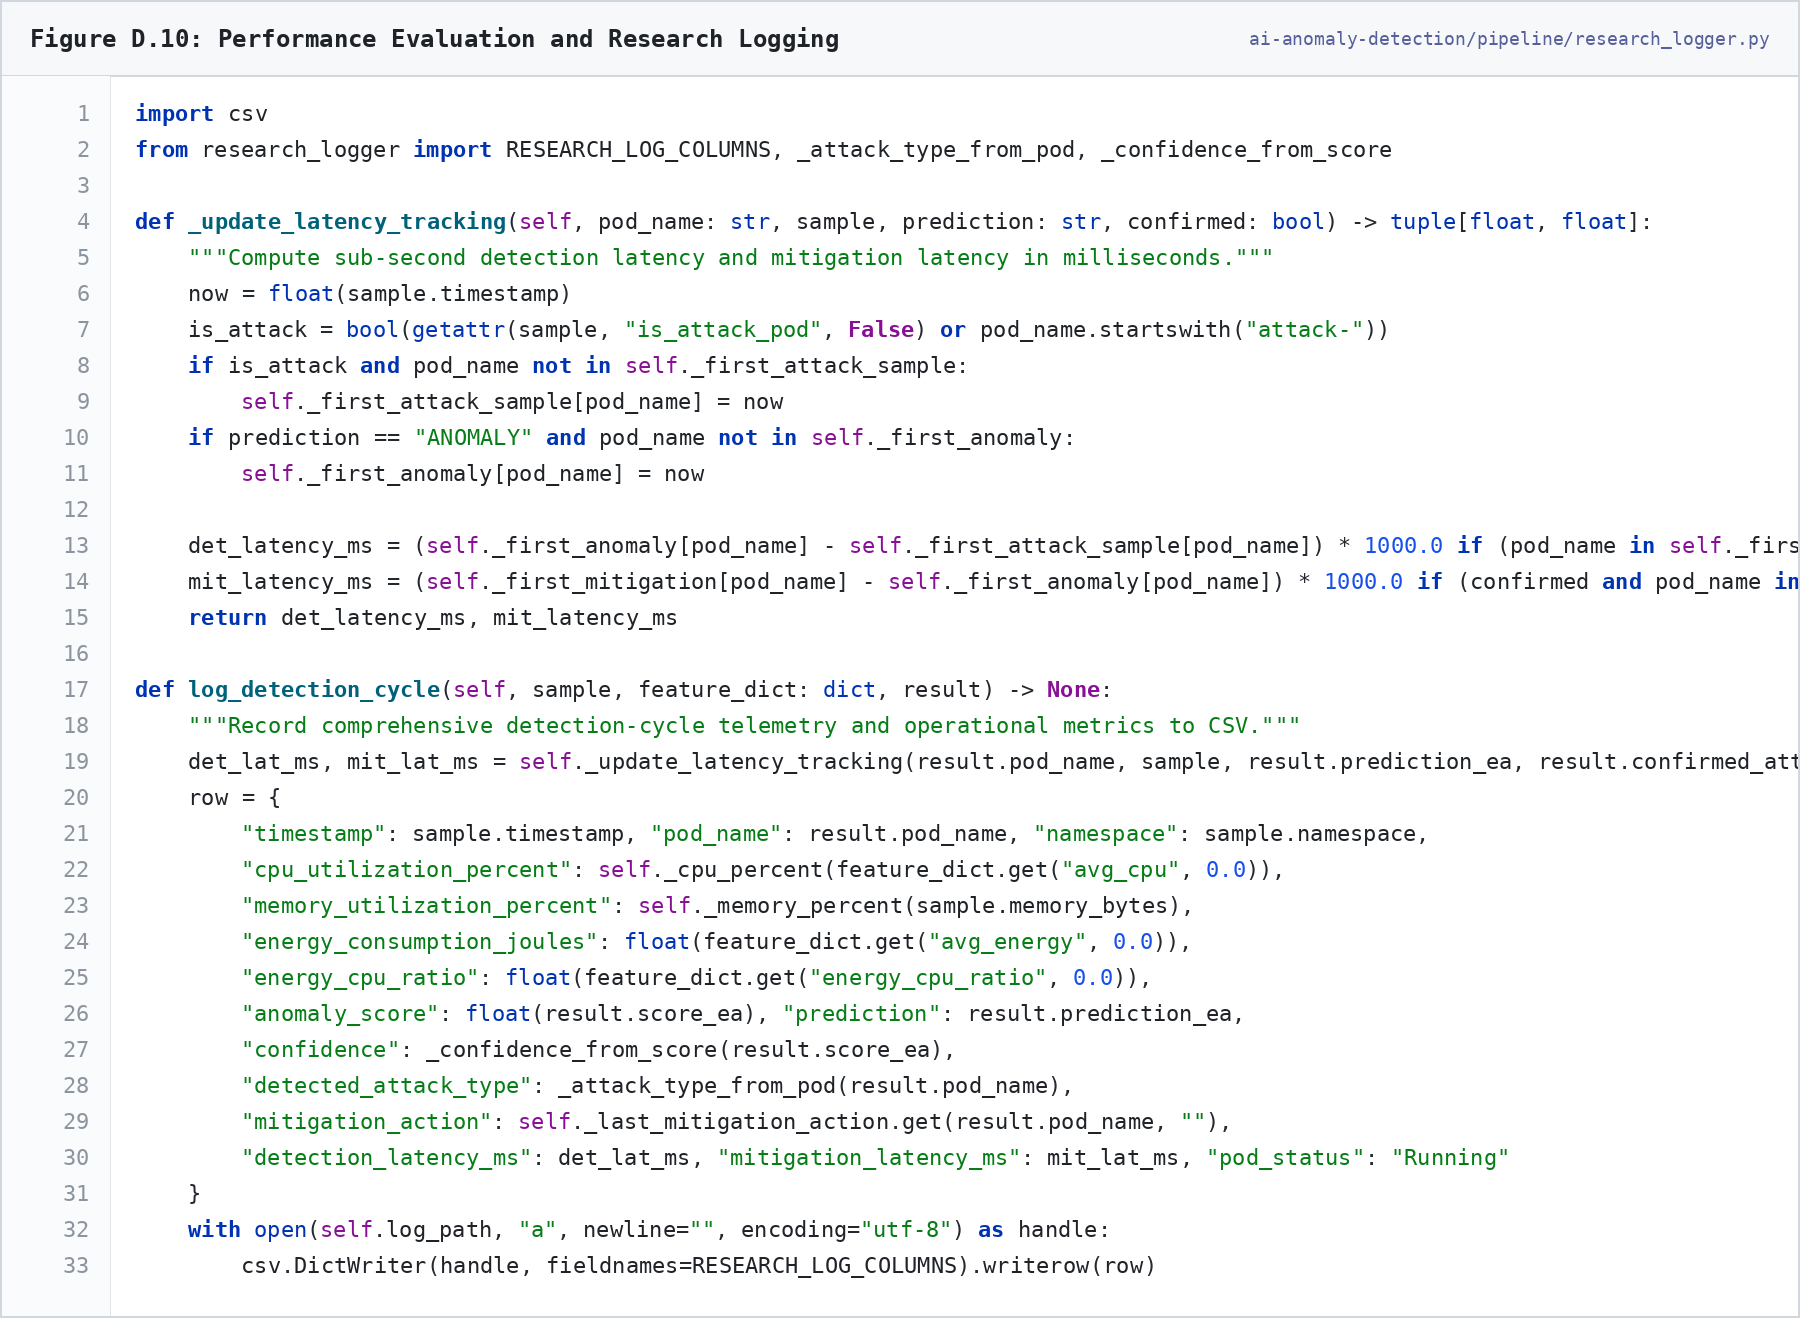 Figure D.10: Performance Evaluation and Research Logging
ai-anomaly-detection/pipeline/research_logger.py
1 import csv
2 from research_logger import RESEARCH_LOG_COLUMNS, _attack_type_from_pod, _confidence_from_score
3
4 def _update_latency_tracking(self, pod_name: str, sample, prediction: str, confirmed: bool) -> tuple[float, float]:
5     """Compute sub-second detection latency and mitigation latency in milliseconds."""
6     now = float(sample.timestamp)
7     is_attack = bool(getattr(sample, "is_attack_pod", False) or pod_name.startswith("attack-"))
8     if is_attack and pod_name not in self._first_attack_sample:
9         self._first_attack_sample[pod_name] = now
10     if prediction == "ANOMALY" and pod_name not in self._first_anomaly:
11         self._first_anomaly[pod_name] = now
12
13     det_latency_ms = (self._first_anomaly[pod_name] - self._first_attack_sample[pod_name]) * 1000.0 if (pod_name in self._firs
14     mit_latency_ms = (self._first_mitigation[pod_name] - self._first_anomaly[pod_name]) * 1000.0 if (confirmed and pod_name in
15     return det_latency_ms, mit_latency_ms
16
17 def log_detection_cycle(self, sample, feature_dict: dict, result) -> None:
18     """Record comprehensive detection-cycle telemetry and operational metrics to CSV."""
19     det_lat_ms, mit_lat_ms = self._update_latency_tracking(result.pod_name, sample, result.prediction_ea, result.confirmed_att
20     row = {
21         "timestamp": sample.timestamp, "pod_name": result.pod_name, "namespace": sample.namespace,
22         "cpu_utilization_percent": self._cpu_percent(feature_dict.get("avg_cpu", 0.0)),
23         "memory_utilization_percent": self._memory_percent(sample.memory_bytes),
24         "energy_consumption_joules": float(feature_dict.get("avg_energy", 0.0)),
25         "energy_cpu_ratio": float(feature_dict.get("energy_cpu_ratio", 0.0)),
26         "anomaly_score": float(result.score_ea), "prediction": result.prediction_ea,
27         "confidence": _confidence_from_score(result.score_ea),
28         "detected_attack_type": _attack_type_from_pod(result.pod_name),
29         "mitigation_action": self._last_mitigation_action.get(result.pod_name, ""),
30         "detection_latency_ms": det_lat_ms, "mitigation_latency_ms": mit_lat_ms, "pod_status": "Running"
31     }
32     with open(self.log_path, "a", newline="", encoding="utf-8") as handle:
33         csv.DictWriter(handle, fieldnames=RESEARCH_LOG_COLUMNS).writerow(row)